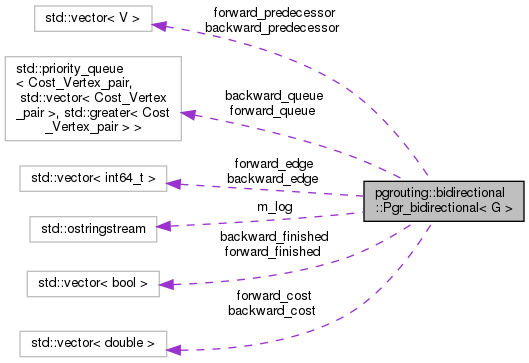 std::vector< V >
forward_predecessor
backward_predecessor
std::priority_queue
< Cost_Vertex_pair,
std::vector< Cost_Vertex
_pair >, std::greater< Cost
_Vertex_pair > >
backward_queue
forward_queue
std::vector< int64_t >
forward_edge
backward_edge
pgrouting::bidirectional
::Pgr_bidirectional< G >
m_log
std::ostringstream
backward_finished
forward_finished
std::vector< bool >
forward_cost
backward_cost
std::vector< double >